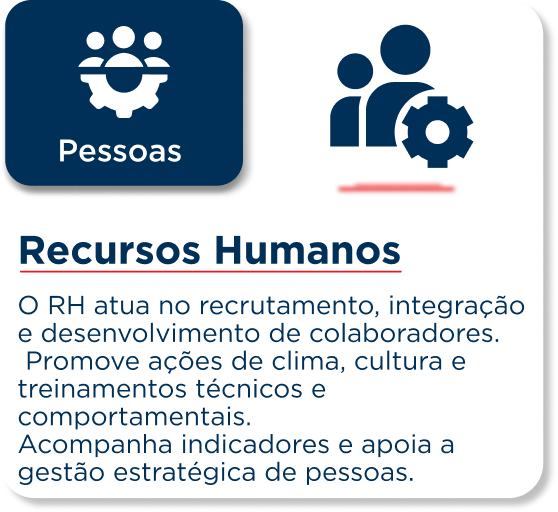 Pessoas
Recursos Humanos
O RH atua no recrutamento, integração
e desenvolvimento de colaboradores.
Promove ações de clima, cultura e
treinamentos técnicos e
comportamentais.
Acompanha indicadores e apoia a
gestão estratégica de pessoas.